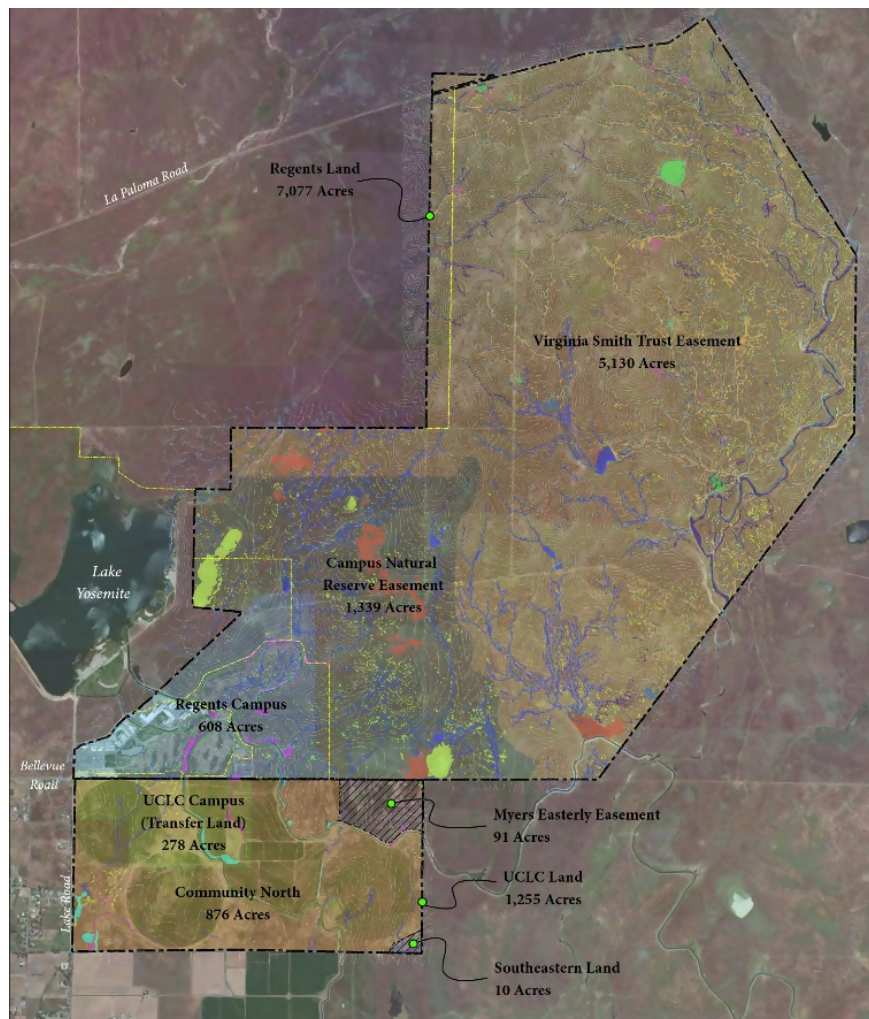 Regents Land
7,077 Acres
La Paloma Road
Virginia Smith Trust Easement
5,130 Acres
Lake
Yosemite
Campus Natural
Reserve Easement
1,339 Acres
Regents Campus
608 Acres
Bellevue
Road
UCLC Campus
(Transfer Land)
278 Acres
Myers Easterly Easement
91 Acres
Community North
876 Acres
UCLC Land
1,255 Acres
Lake Road
Southeastern Land
10 Acres